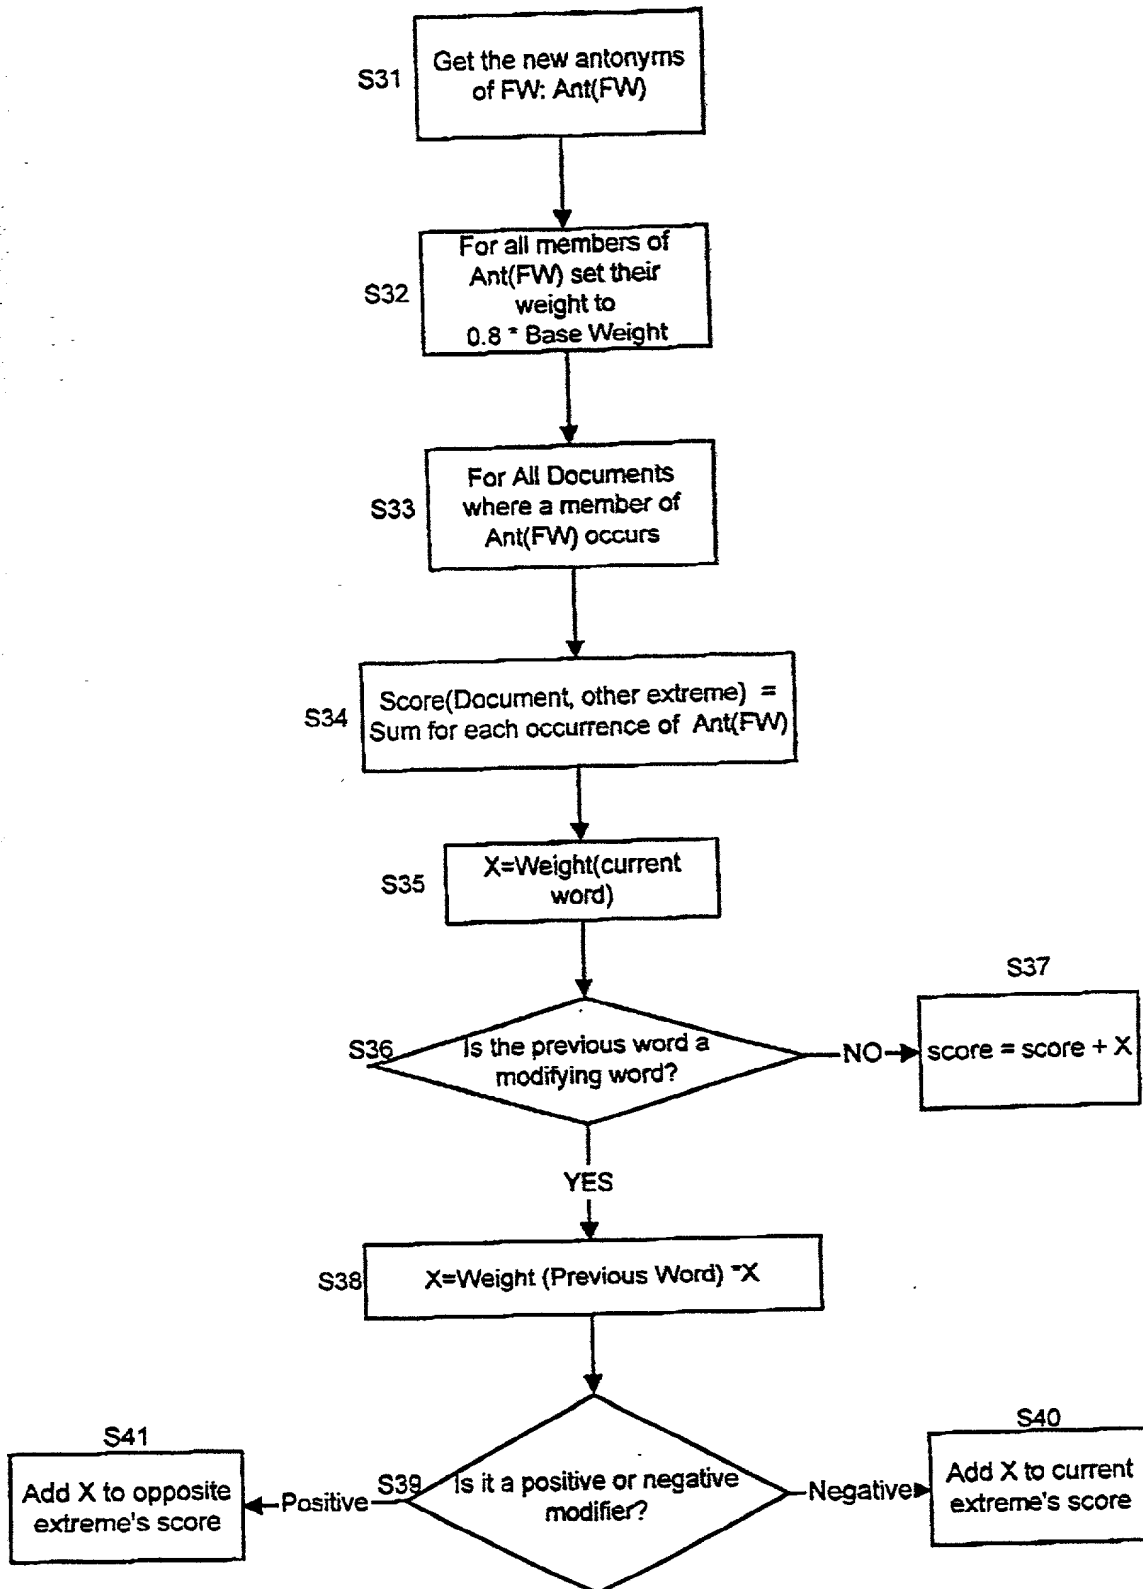 S31
Get the new antonyms
of FW: Ant(FW)
S32
For all members of
Ant(FW) set their
weight to
0.8 * Base Weight
S33
For All Documents
where a member of
Ant(FW) occurs
S34
Score(Document, other extreme) =
Sum for each occurrence of Ant(FW)
S35
X=Weight(current
word)
S36
Is the previous word a
modifying word?
NO
S37
score = score + X
YES
S38
X=Weight (Previous Word) *X
S39
Is it a positive or negative
modifier?
Positive
S41
Add X to opposite
extreme's score
Negative
S40
Add X to current
extreme's score